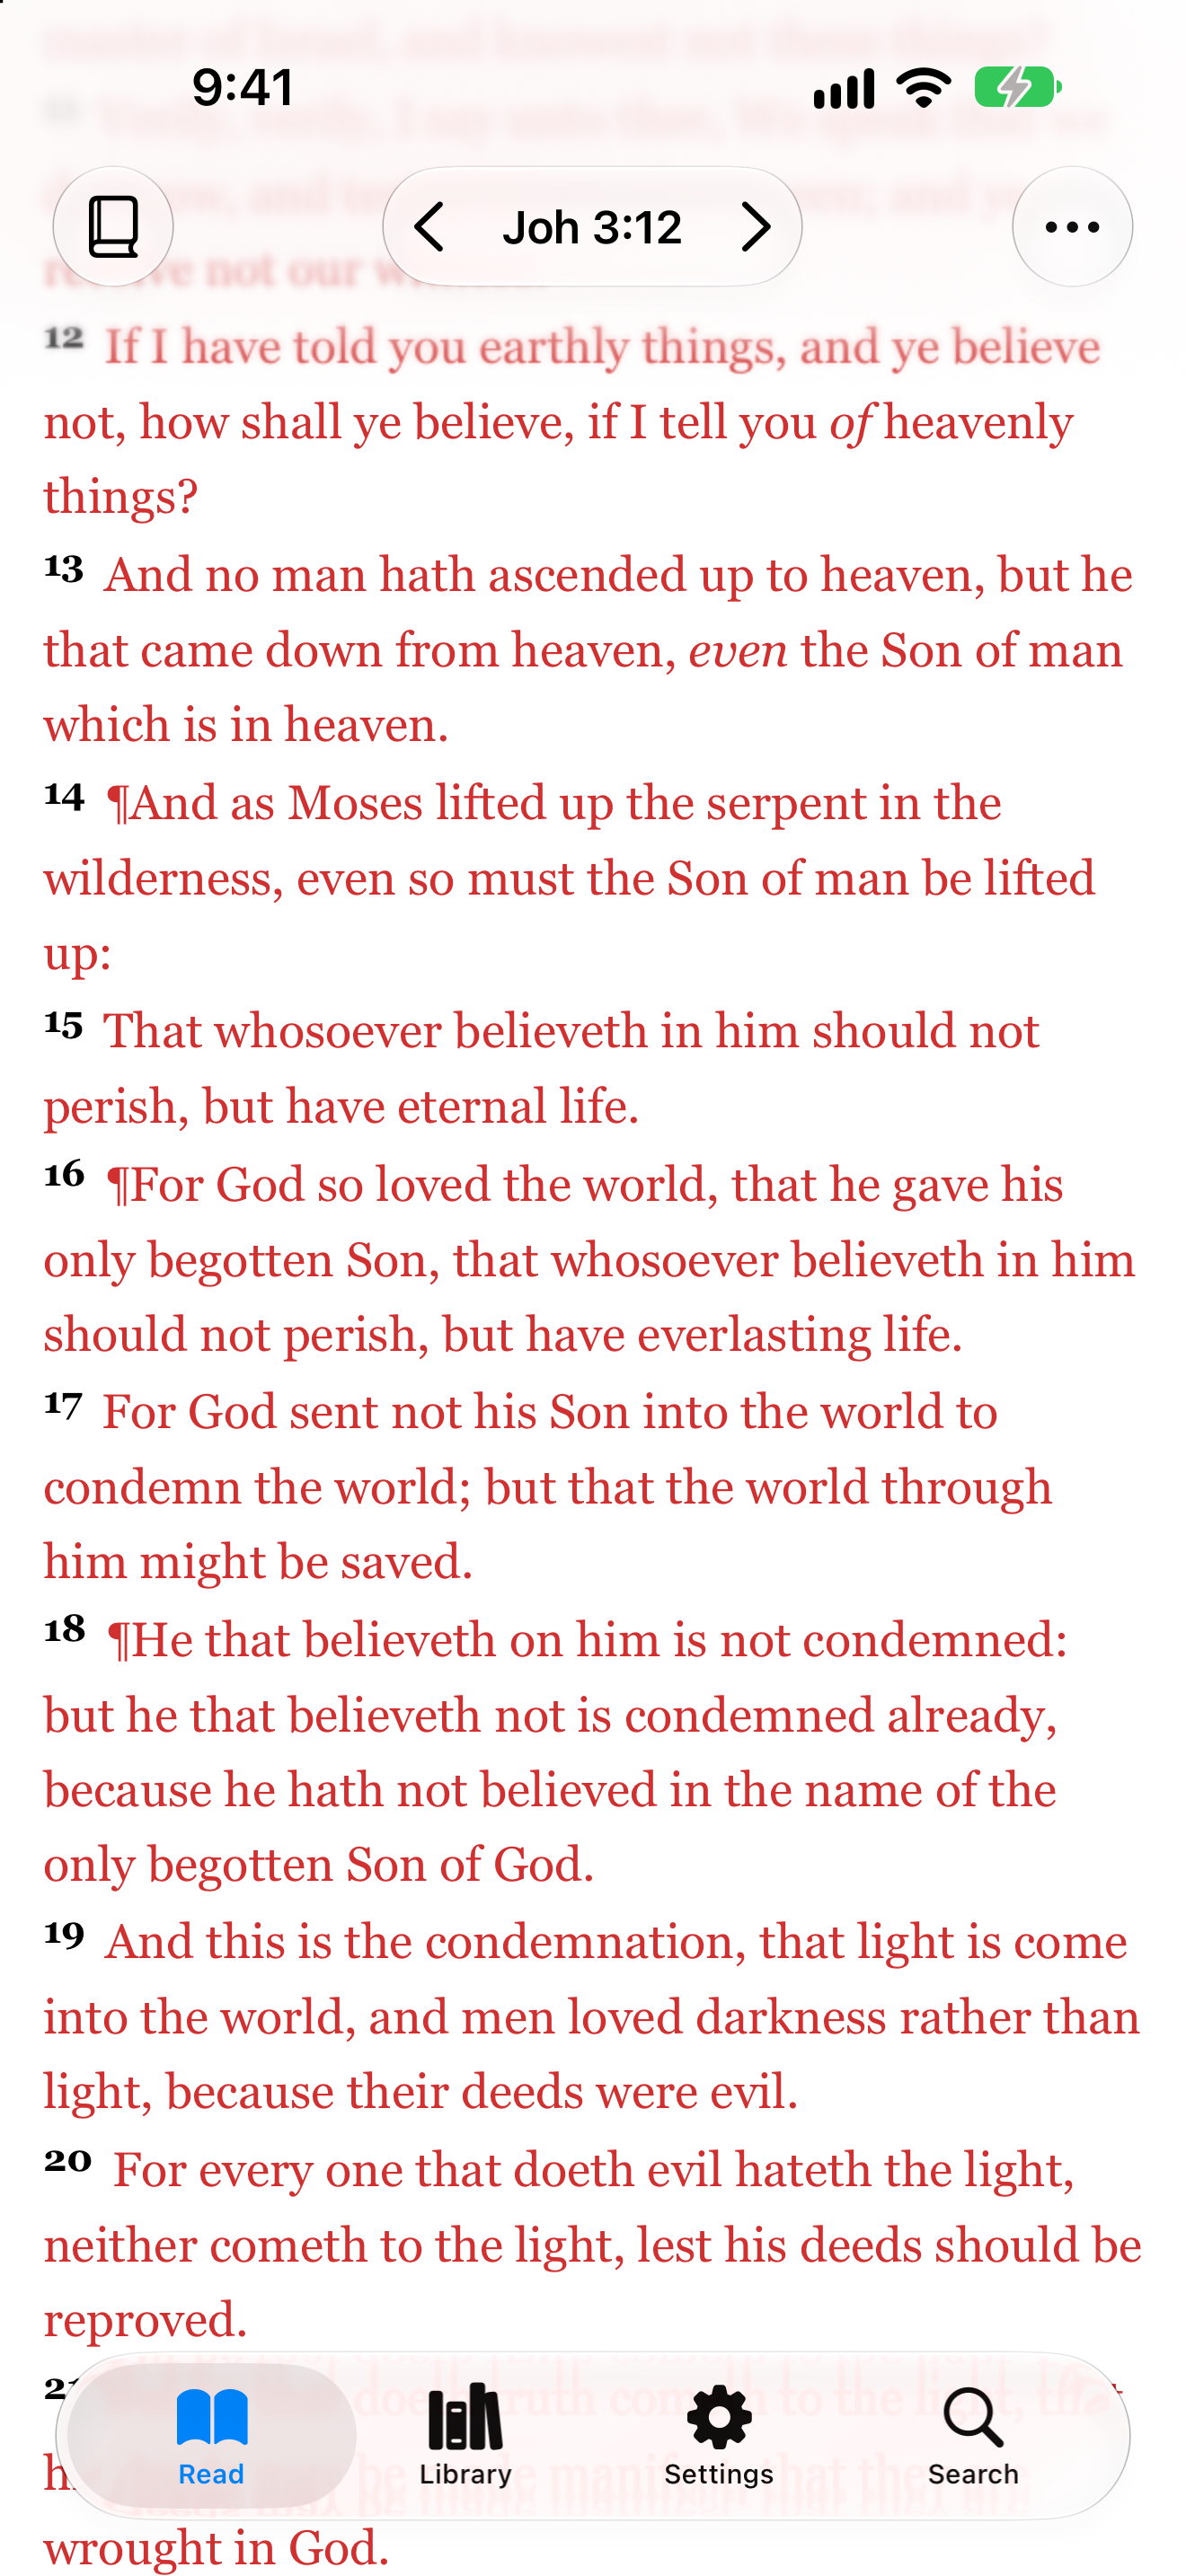 9:41
Joh 3:12
12 If I have told you earthly things, and ye believe
not, how shall ye believe, if I tell you of heavenly
things?
13 And no man hath ascended up to heaven, but he
that came down from heaven, even the Son of man
which is in heaven.
14 ¶And as Moses lifted up the serpent in the
wilderness, even so must the Son of man be lifted
up:
15 That whosoever believeth in him should not
perish, but have eternal life.
16 ¶For God so loved the world, that he gave his
only begotten Son, that whosoever believeth in him
should not perish, but have everlasting life.
17 For God sent not his Son into the world to
condemn the world; but that the world through
him might be saved.
18 ¶He that believeth on him is not condemned:
but he that believeth not is condemned already,
because he hath not believed in the name of the
only begotten Son of God.
19 And this is the condemnation, that light is come
into the world, and men loved darkness rather than
light, because their deeds were evil.
20 For every one that doeth evil hateth the light,
neither cometh to the light, lest his deeds should be
reproved.
Read Library Settings Search
wrought in God.